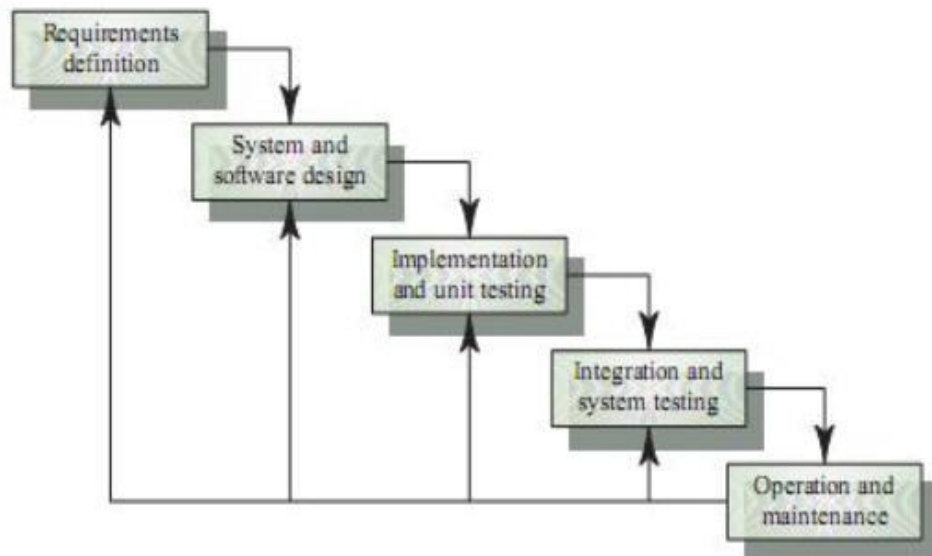 Requirements
definition
System and
software design
Implementation
and unit testing
Integration and
system testing
Operation and
maintenance